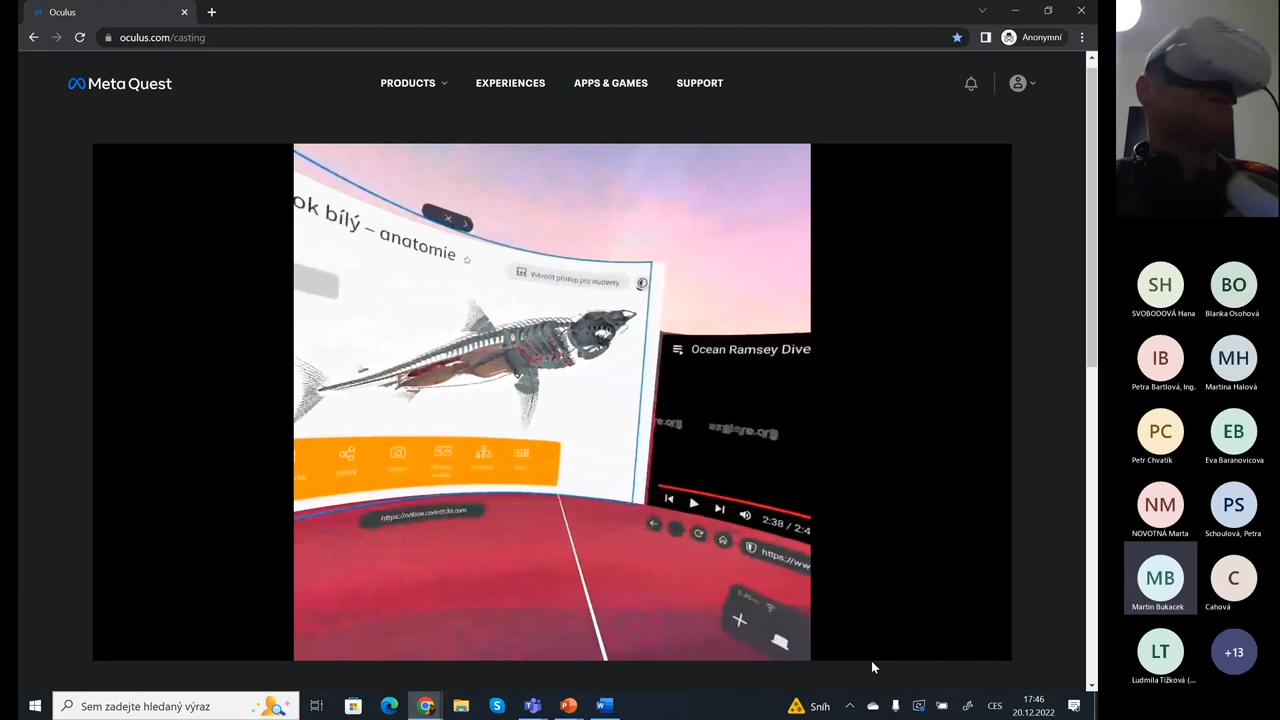 Oculus
oculus.com/casting
Anonymní
Meta Quest
PRODUCTS
EXPERIENCES
APPS & GAMES
SUPPORT
ok bílý – anatomie
Vytvořit přístup pro studenty
Ocean Ramsey Dive
2:38 / 2:4
https://ww
SH
BO
SVOBODOVÁ Hana
Blanka Osohová
IB
MH
Petra Bartlová, Ing.
Martina Halová
PC
EB
Petr Chvatík
Eva Baranovicova
NM
PS
NOVOTNÁ Marta
Schoulová, Petra
MB
C
Martin Bukacek
Cahová
LT
+13
Ludmila Tížková (...
Sem zadejte hledaný výraz
Sníh
CES
17:46
20.12.2022